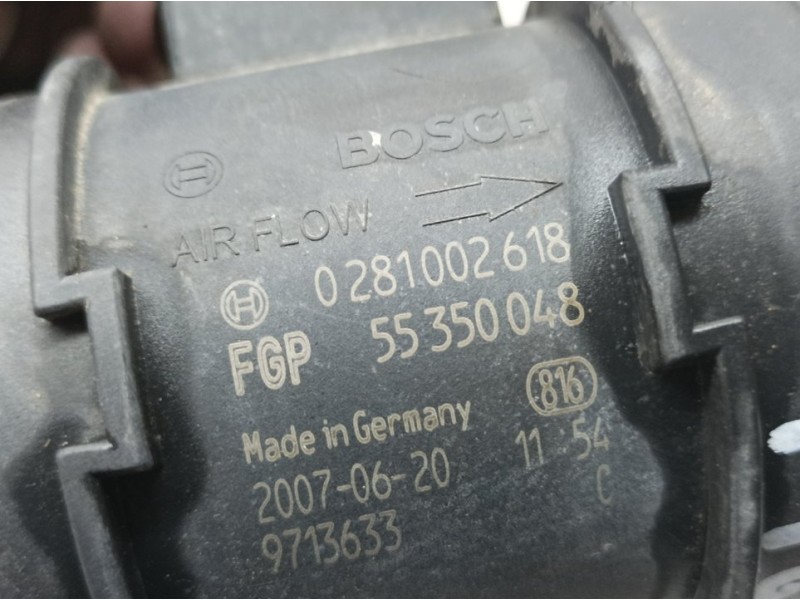 BOSCH
AIR FLOW
0 281 002 618
FGP 55 350 048
816
Made in Germany 11 54
2007-06-20 C
9713633